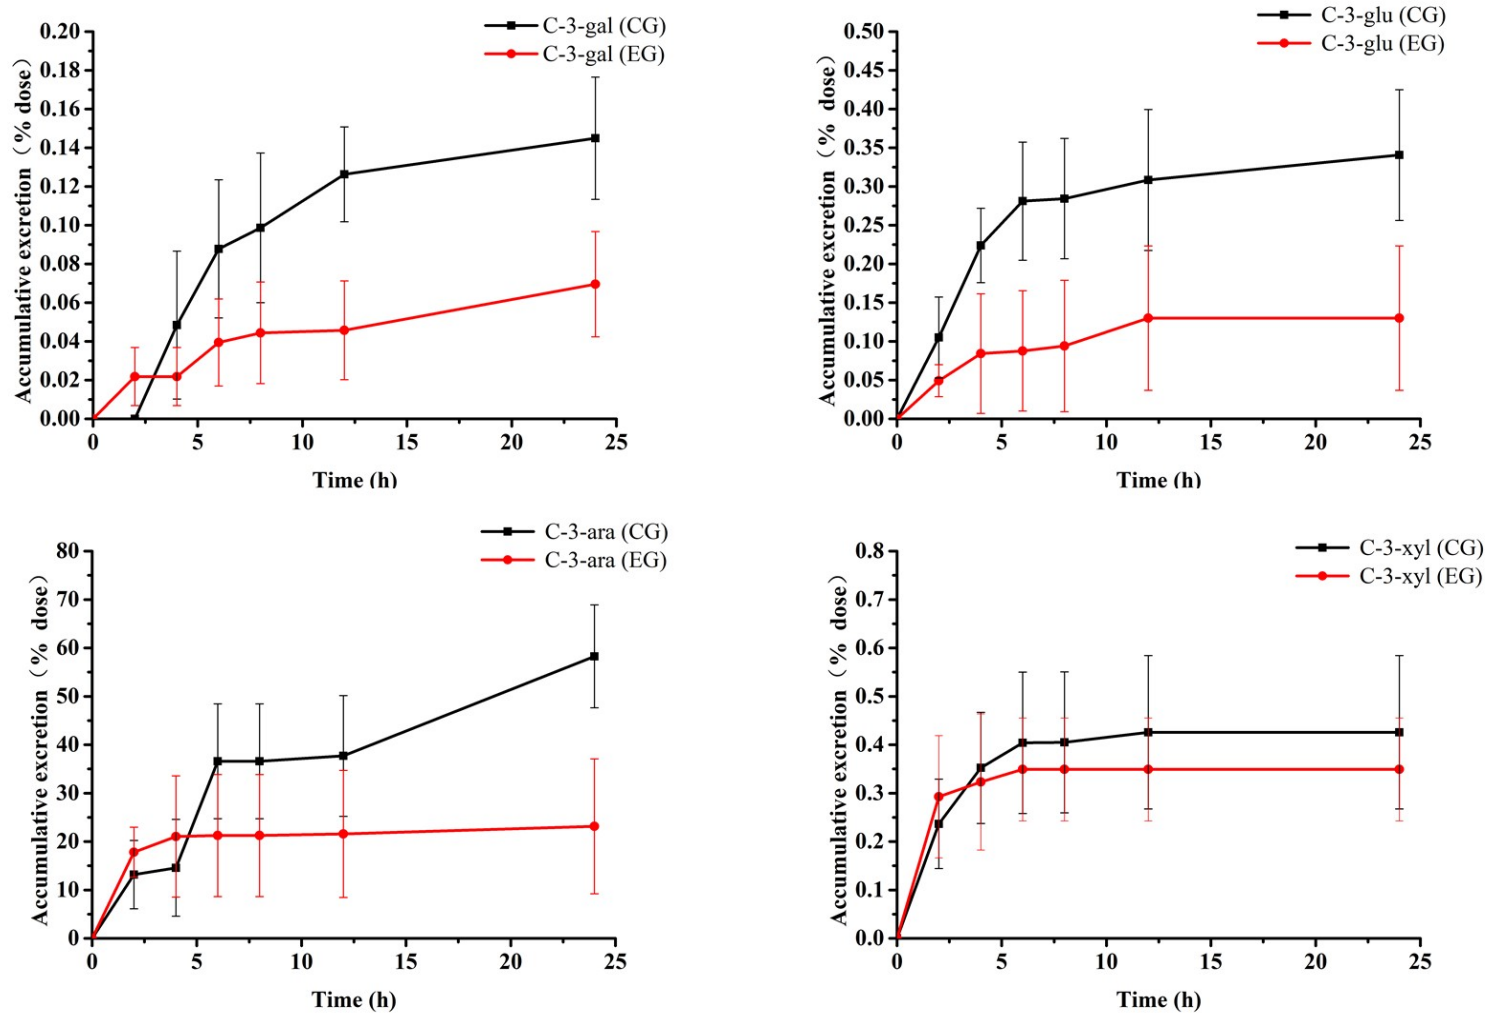 C-3-gal (CG)
C-3-gal (EG)
0.20
0.18
0.16
0.14
0.12
0.10
0.08
0.06
0.04
0.02
0.00
Accumulative excretion（% dose）
0 5 10 15 20 25
Time (h)
C-3-glu (CG)
C-3-glu (EG)
0.50
0.45
0.40
0.35
0.30
0.25
0.20
0.15
0.10
0.05
0.00
Accumulative excretion（% dose）
0 5 10 15 20 25
Time (h)
C-3-ara (CG)
C-3-ara (EG)
80
70
60
50
40
30
20
10
0
Accumulative excretion（% dose）
0 5 10 15 20 25
Time (h)
C-3-xyl (CG)
C-3-xyl (EG)
0.8
0.7
0.6
0.5
0.4
0.3
0.2
0.1
0.0
Accumulative excretion（% dose）
0 5 10 15 20 25
Time (h)